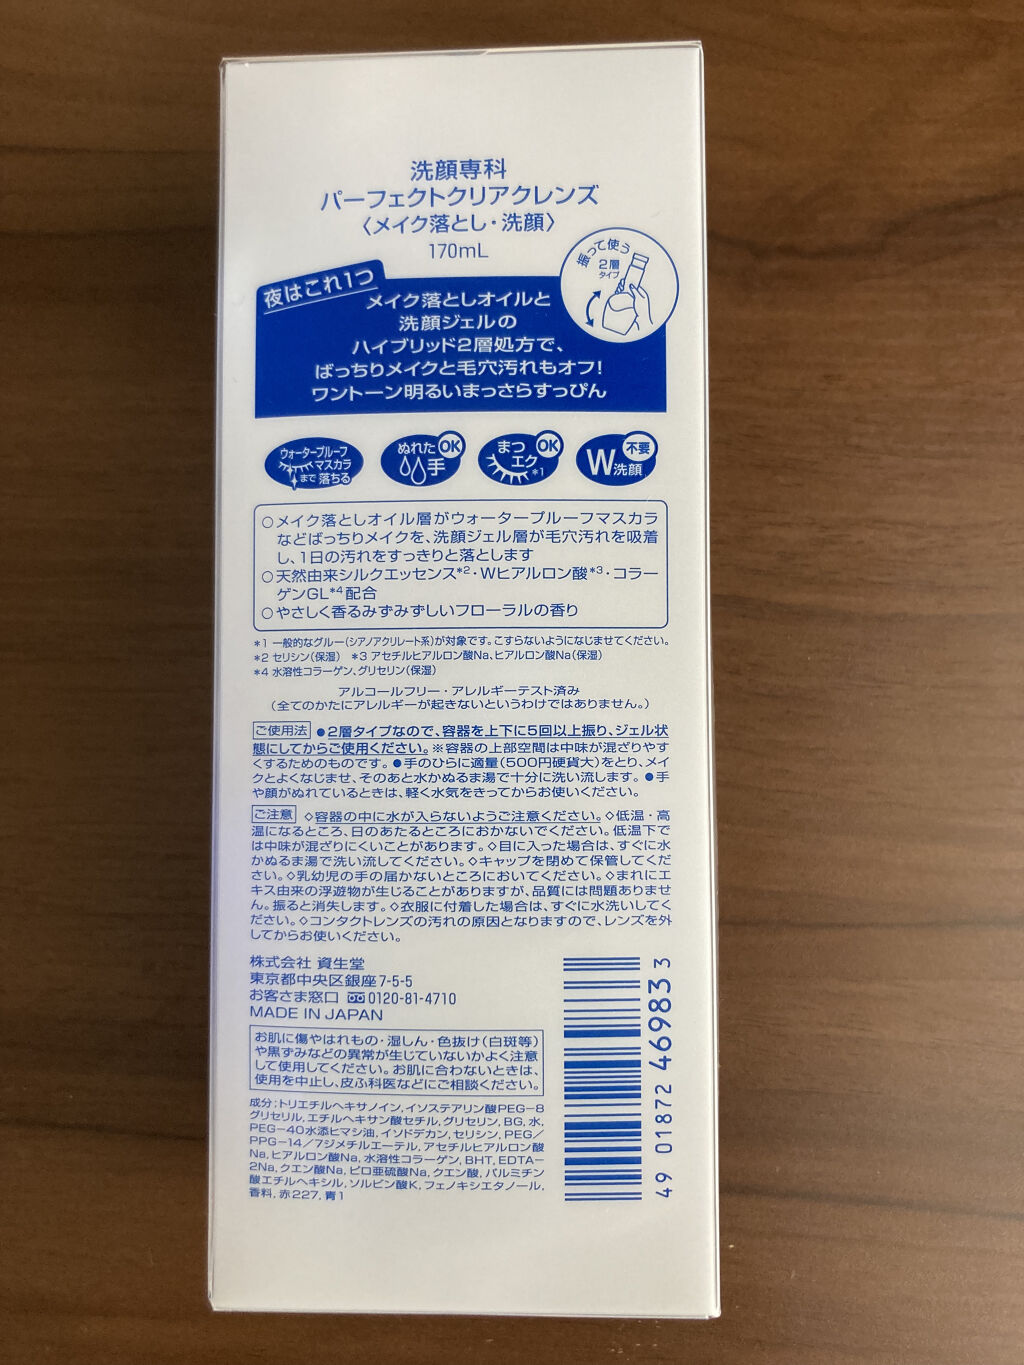 洗顔専科
パーフェクトクリアクレンズ
〈メイク落とし・洗顔〉
170mL
振って使う
2層
タイプ
夜はこれ1つ
メイク落としオイルと
洗顔ジェルの
ハイブリッド2層処方で、
ばっちりメイクと毛穴汚れもオフ!
ワントーン明るいまっさらすっぴん
ウォータープルーフ
マスカラ
まで落ちる
ぬれた
手
OK
まつ
エク
*1
OK
W洗顔
不要
○メイク落としオイル層がウォータープルーフマスカラ
などばっちりメイクを、洗顔ジェル層が毛穴汚れを吸着
し、1日の汚れをすっきりと落とします
○天然由来シルクエッセンス*2・Wヒアルロン酸*3・コラー
ゲンGL*4配合
○やさしく香るみずみずしいフローラルの香り
*1 一般的なグルー(シアノアクリレート系)が対象です。こすらないようになじませてください。
*2 セリシン(保湿) *3 アセチルヒアルロン酸Na、ヒアルロン酸Na(保湿)
*4 水溶性コラーゲン、グリセリン(保湿)
アルコールフリー・アレルギーテスト済み
(全てのかたにアレルギーが起きないというわけではありません。)
ご使用法 ●2層タイプなので、容器を上下に5回以上振り、ジェル状
態にしてからご使用ください。※容器の上部空間は中味が混ざりやす
くするためのものです。●手のひらに適量(500円硬貨大)をとり、メイ
クとよくなじませ、そのあと水かぬるま湯で十分に洗い流します。●手
や顔がぬれているときは、軽く水気をきってからお使いください。
ご注意 ◇容器の中に水が入らないようご注意ください。◇低温・高
温になるところ、日のあたるところにおかないでください。低温下で
は中味が混ざりにくいことがあります。◇目に入った場合は、すぐに水
かぬるま湯で洗い流してください。◇キャップを閉めて保管してくだ
さい。◇乳幼児の手の届かないところにおいてください。◇まれにエ
キス由来の浮遊物が生じることがありますが、品質には問題ありませ
ん。振ると消失します。◇衣服に付着した場合は、すぐに水洗いしてく
ださい。◇コンタクトレンズの汚れの原因となりますので、レンズを外
してからお使いください。
株式会社 資生堂
東京都中央区銀座7-5-5
お客さま窓口 0120-81-4710
MADE IN JAPAN
お肌に傷やはれもの・湿しん・色抜け(白斑等)
や黒ずみなどの異常が生じていないかよく注意
して使用してください。お肌に合わないときは、
使用を中止し、皮ふ科医などにご相談ください。
成分:トリエチルヘキサノイン,イソステアリン酸PEG-8
グリセリル,エチルヘキサン酸セチル,グリセリン,BG,水,
PEG-40水添ヒマシ油,イソドデカン,セリシン,PEG/
PPG-14/7ジメチルエーテル,アセチルヒアルロン酸
Na,ヒアルロン酸Na,水溶性コラーゲン,BHT,EDTA-
2Na,クエン酸Na,ピロ亜硫酸Na,クエン酸,パルミチン
酸エチルヘキシル,ソルビン酸K,フェノキシエタノール,
香料,赤227,青1
49 01872 46983 3